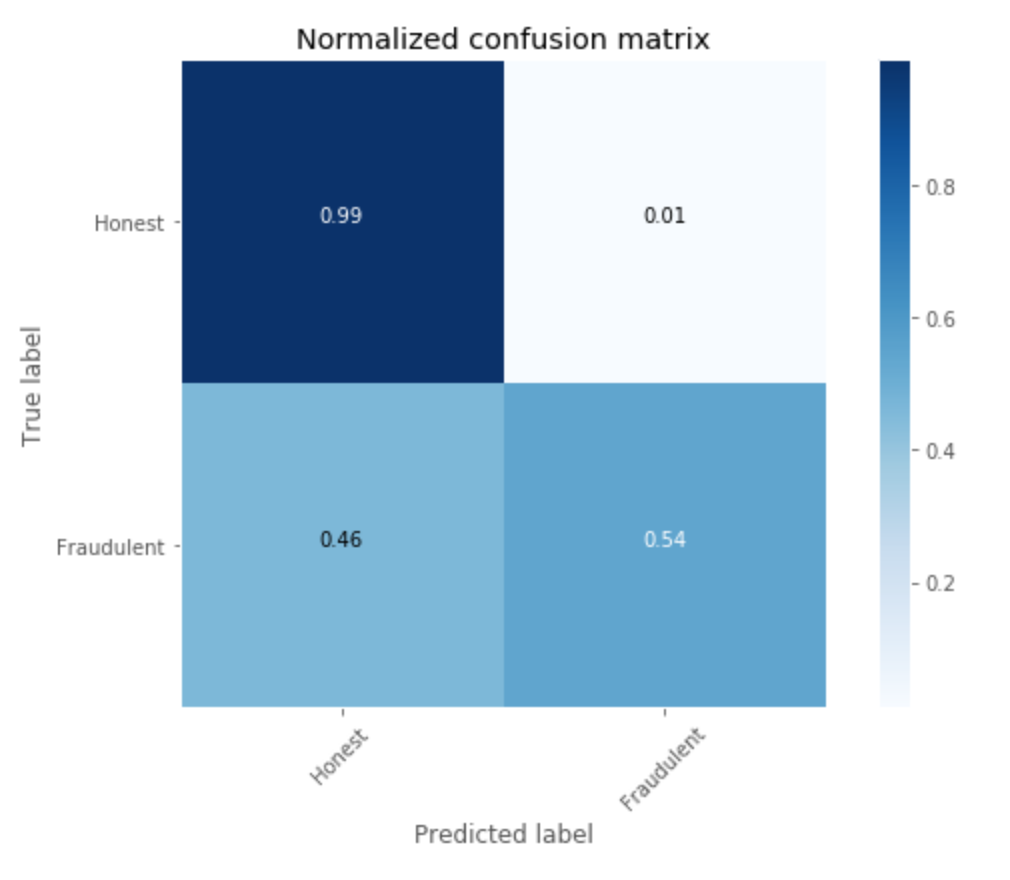 Normalized confusion matrix
True label
Honest
0.99
0.01
Fraudulent
0.46
0.54
Honest
Fraudulent
Predicted label
0.8
0.6
0.4
0.2